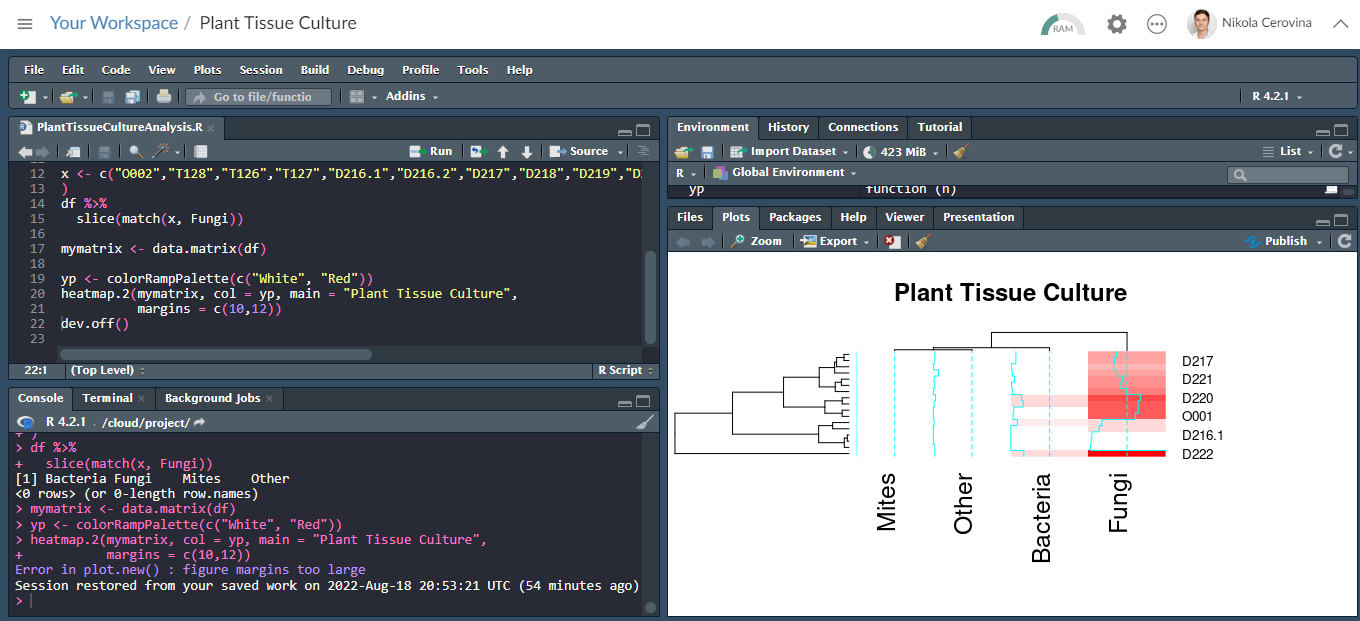 Your Workspace / Plant Tissue Culture
RAM
Nikola Cerovina
File Edit Code View Plots Session Build Debug Profile Tools Help
Go to file/functio
Addins
R 4.2.1
PlantTissueCultureAnalysis.R
Run
Source
12 x <- c("O002","T128","T126","T127","D216.1","D216.2","D217","D218","D219","D
13 )
14 df %>%
15 slice(match(x, Fungi))
16
17 mymatrix <- data.matrix(df)
18
19 yp <- colorRampPalette(c("White", "Red"))
20 heatmap.2(mymatrix, col = yp, main = "Plant Tissue Culture",
21 margins = c(10,12))
22 dev.off()
23
22:1 (Top Level) R Script
Console Terminal Background Jobs
R 4.2.1 . /cloud/project/
+ )
> df %>%
+ slice(match(x, Fungi))
[1] Bacteria Fungi Mites Other
<0 rows> (or 0-length row.names)
> mymatrix <- data.matrix(df)
> yp <- colorRampPalette(c("White", "Red"))
> heatmap.2(mymatrix, col = yp, main = "Plant Tissue Culture",
+ margins = c(10,12))
Error in plot.new() : figure margins too large
Session restored from your saved work on 2022-Aug-18 20:53:21 UTC (54 minutes ago)
>
Environment History Connections Tutorial
Import Dataset
423 MiB
List
R
Global Environment
yp function (n)
Files Plots Packages Help Viewer Presentation
Zoom Export
Publish
Plant Tissue Culture
D217
D221
D220
O001
D216.1
D222
Mites
Other
Bacteria
Fungi